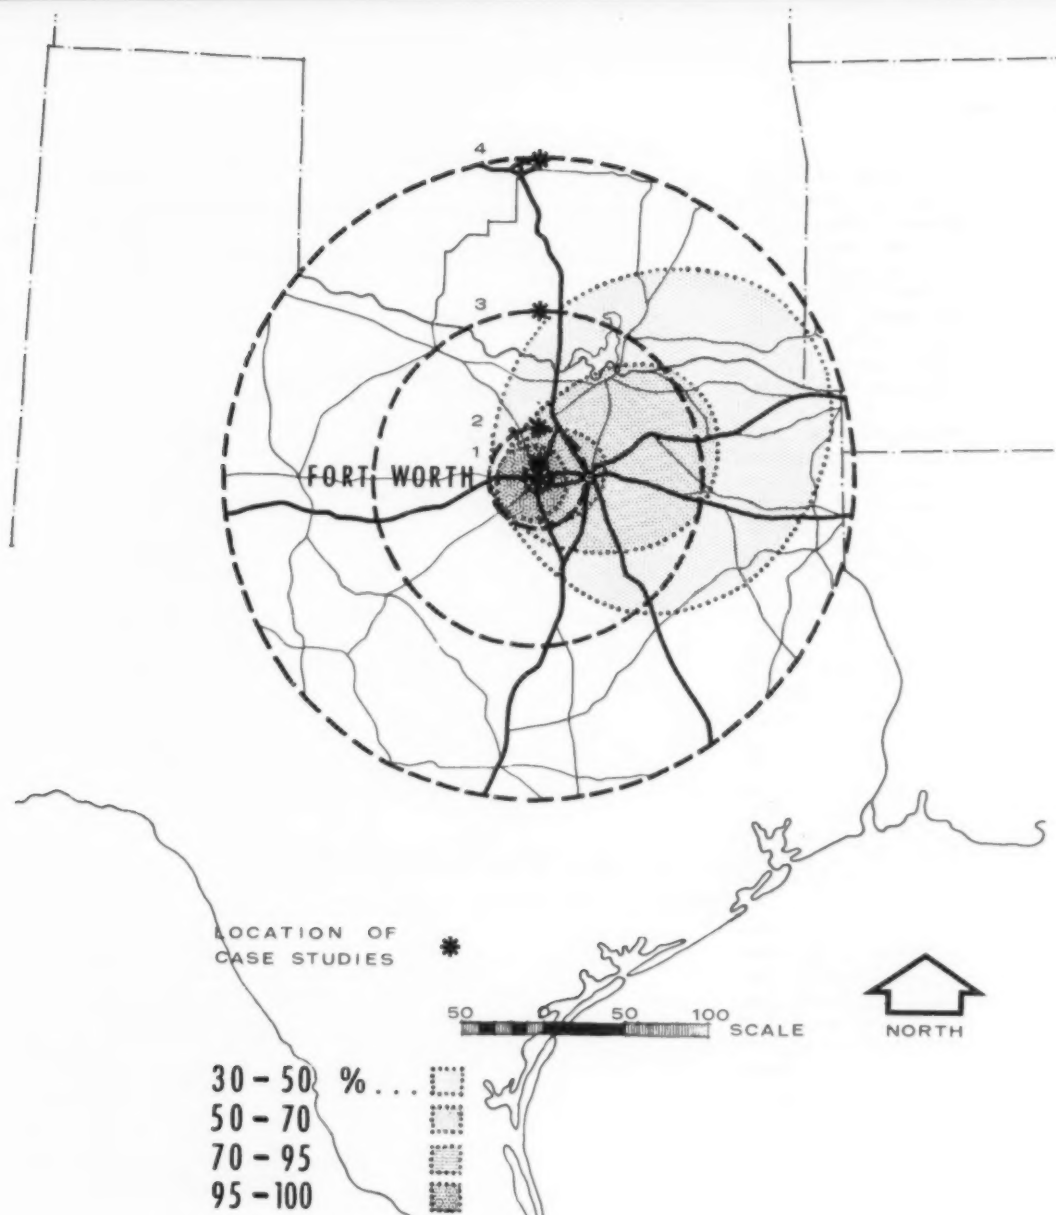 4
3
2
1
FORT WORTH
LOCATION OF
CASE STUDIES
50 50 100 SCALE
NORTH
30-50 % ...
50-70
70-95
95-100